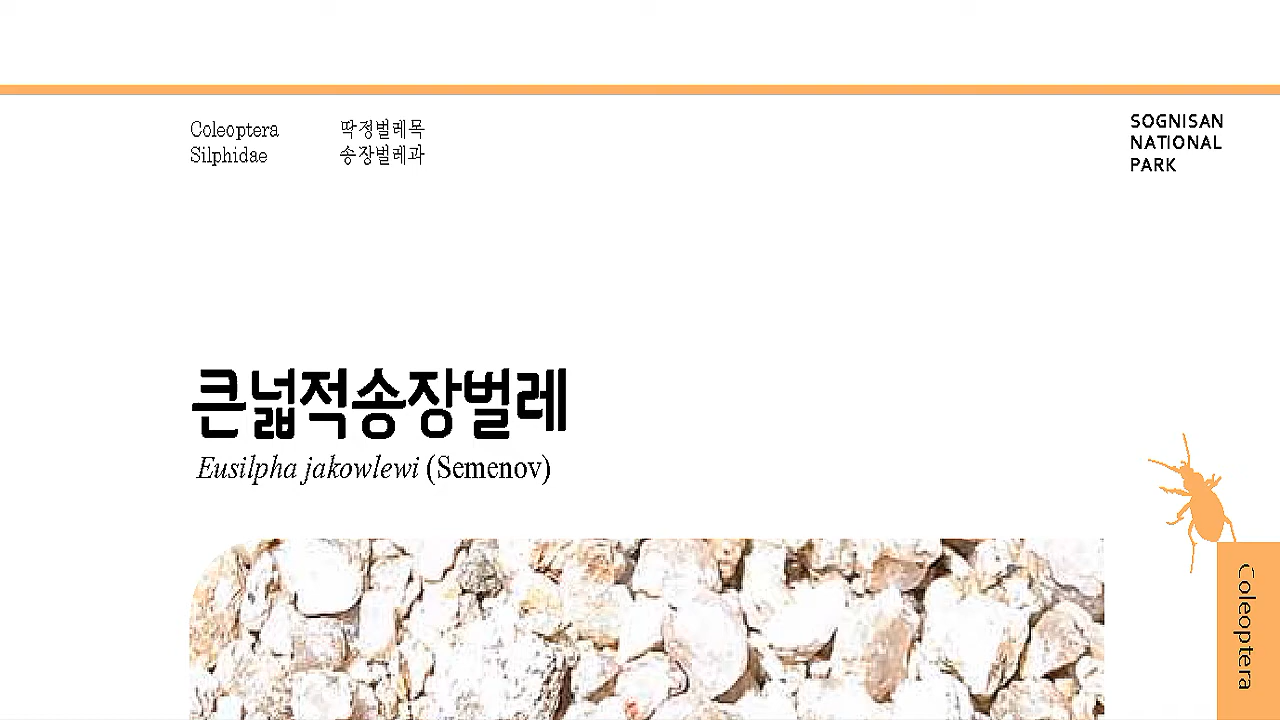 Coleoptera 딱정벌레목
Silphidae 송장벌레과
SOGNISAN
NATIONAL
PARK
큰넓적송장벌레
Eusilpha jakowlewi (Semenov)
Coleoptera